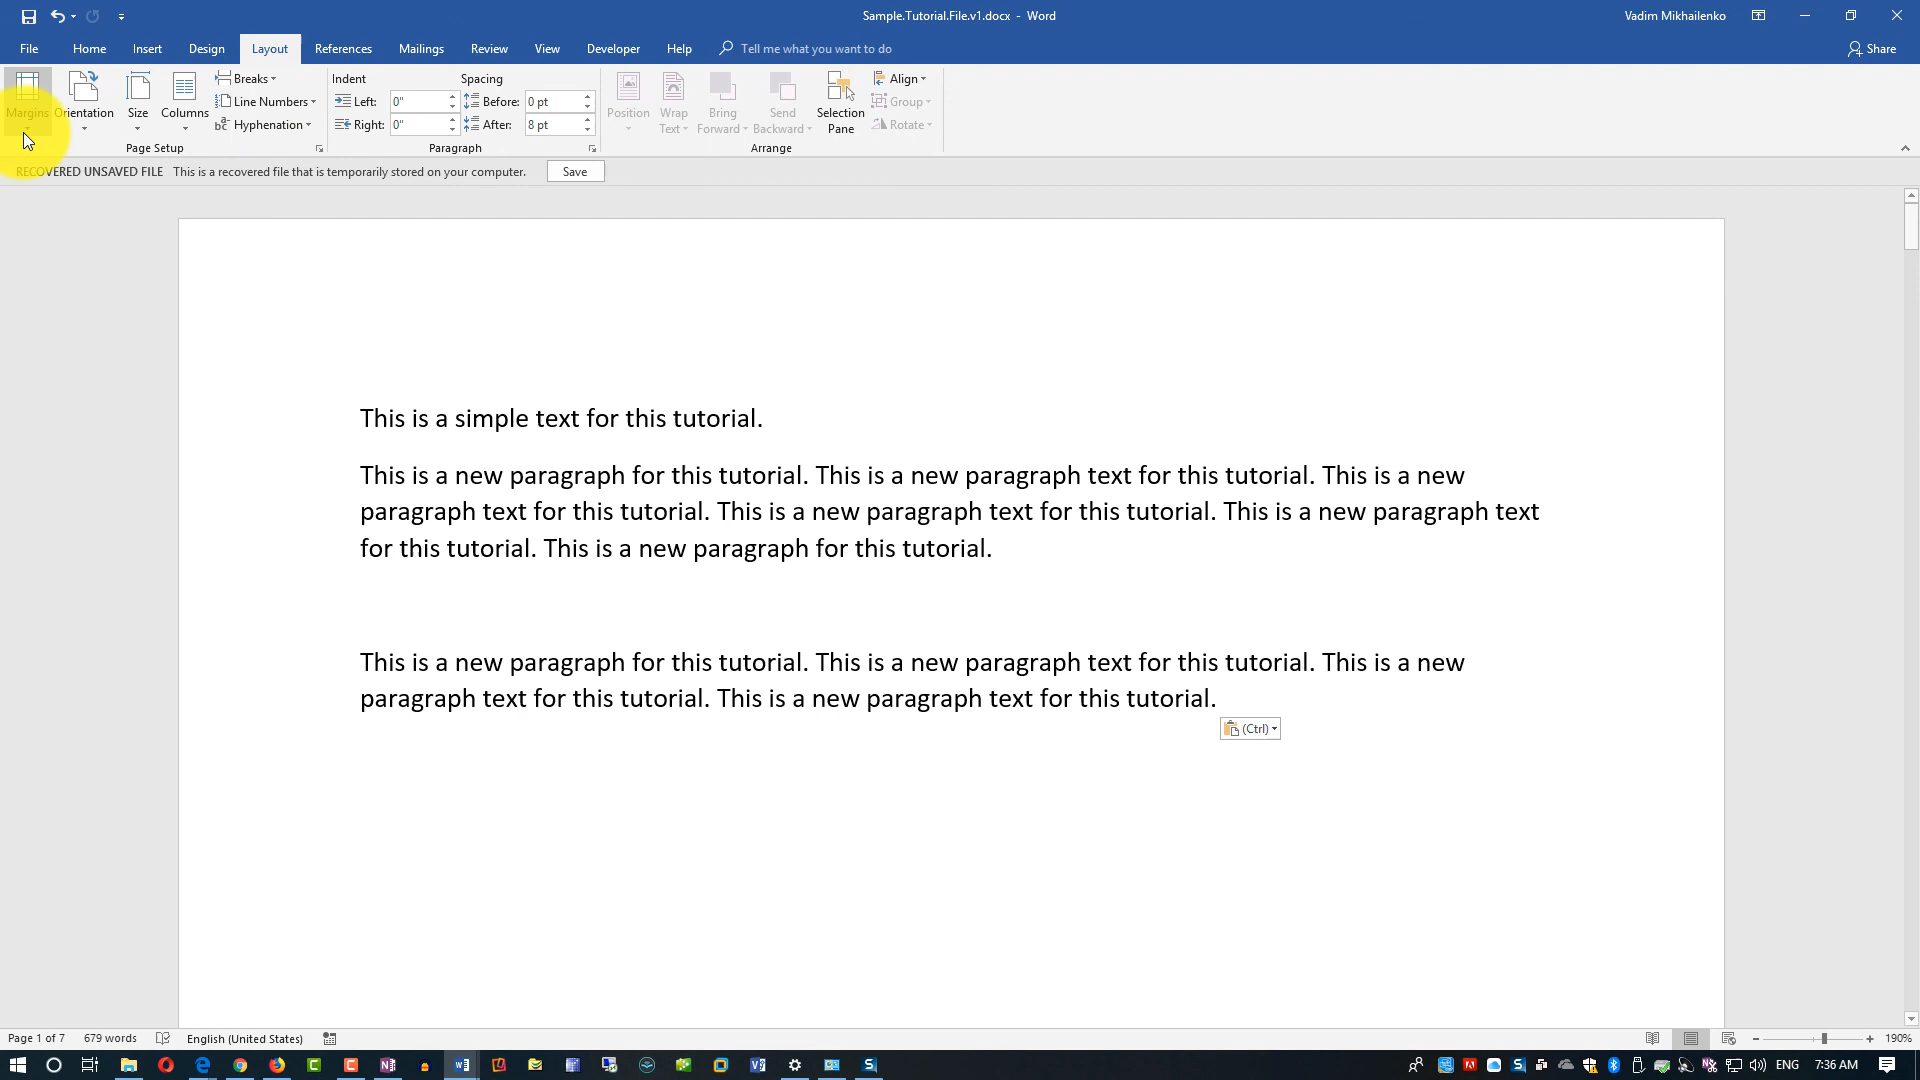 Sample.Tutorial.File.v1.docx - Word
Vadim Mikhailenko
File Home Insert Design Layout References Mailings Review View Developer Help Tell me what you want to do Share
Margins
Orientation
Size
Columns
Breaks
Line Numbers
Hyphenation
Page Setup
Indent
Left: 0"
Right: 0"
Spacing
Before: 0 pt
After: 8 pt
Paragraph
Position
Wrap
Text
Bring
Forward
Send
Backward
Selection
Pane
Align
Group
Rotate
Arrange
RECOVERED UNSAVED FILE This is a recovered file that is temporarily stored on your computer. Save
This is a simple text for this tutorial.
This is a new paragraph for this tutorial. This is a new paragraph text for this tutorial. This is a new
paragraph text for this tutorial. This is a new paragraph text for this tutorial. This is a new paragraph text
for this tutorial. This is a new paragraph for this tutorial.
This is a new paragraph for this tutorial. This is a new paragraph text for this tutorial. This is a new
paragraph text for this tutorial. This is a new paragraph text for this tutorial.
(Ctrl)
Page 1 of 7 679 words English (United States) 190%
ENG 7:36 AM